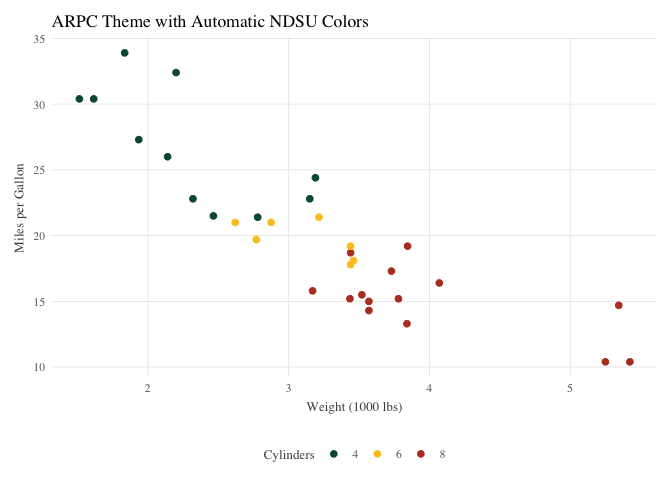 ARPC Theme with Automatic NDSU Colors
35
30
25
20
15
10
Miles per Gallon
2 3 4 5
Weight (1000 lbs)
Cylinders 4 6 8